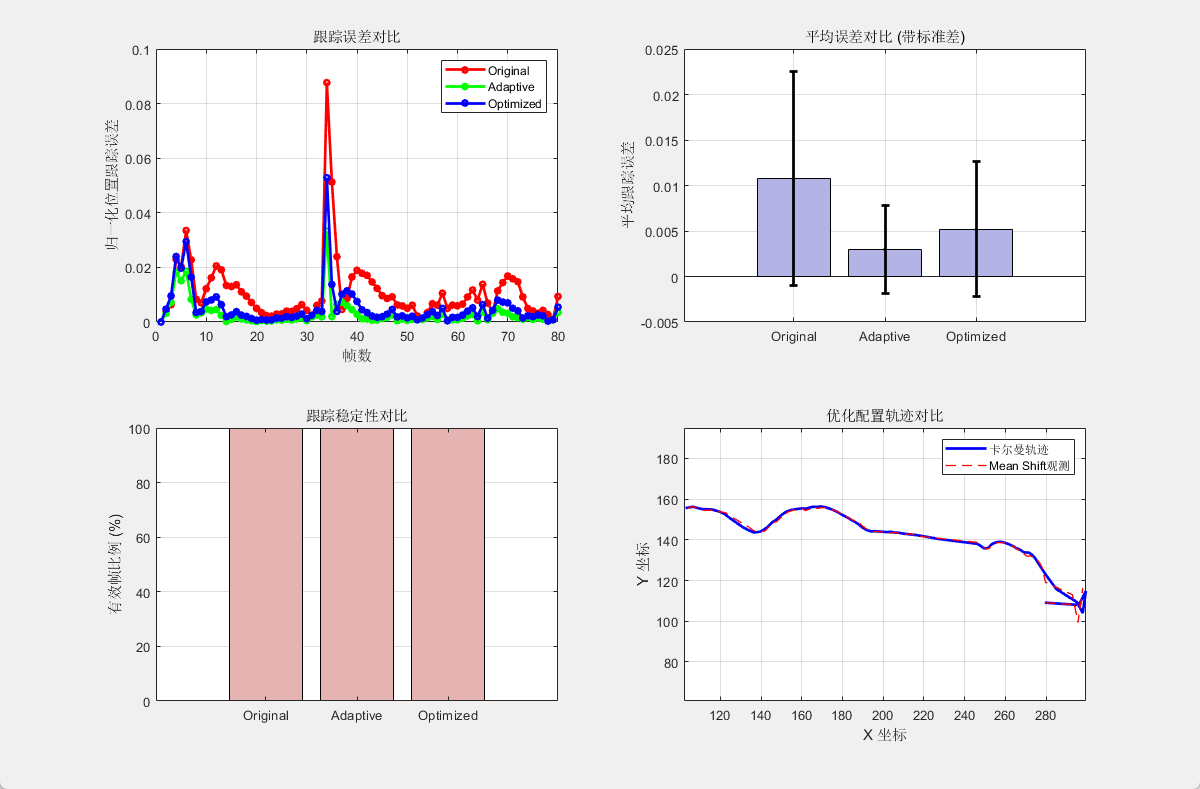 跟踪误差对比
0.1
0.08
0.06
0.04
0.02
0
归一化位置跟踪误差
Original
Adaptive
Optimized
0 10 20 30 40 50 60 70 80
帧数
平均误差对比 (带标准差)
0.025
0.02
0.015
0.01
0.005
0
-0.005
平均跟踪误差
Original Adaptive Optimized
跟踪稳定性对比
100
80
60
40
20
0
有效帧比例 (%)
Original Adaptive Optimized
优化配置轨迹对比
180
160
140
120
100
80
Y 坐标
卡尔曼轨迹
Mean Shift观测
120 140 160 180 200 220 240 260 280
X 坐标